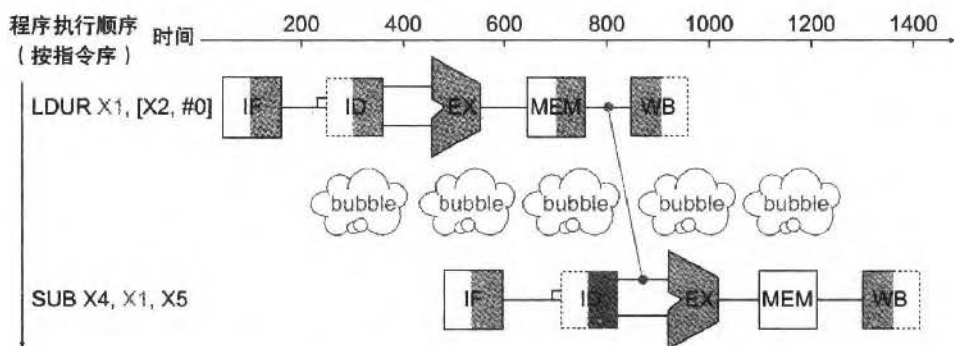 程序执行顺序
（按指令序）
时间
200 400 600 800 1000 1200 1400
LDUR X1, [X2, #0]
IF ID EX MEM WB
bubble bubble bubble bubble bubble
SUB X4, X1, X5
IF ID EX MEM WB